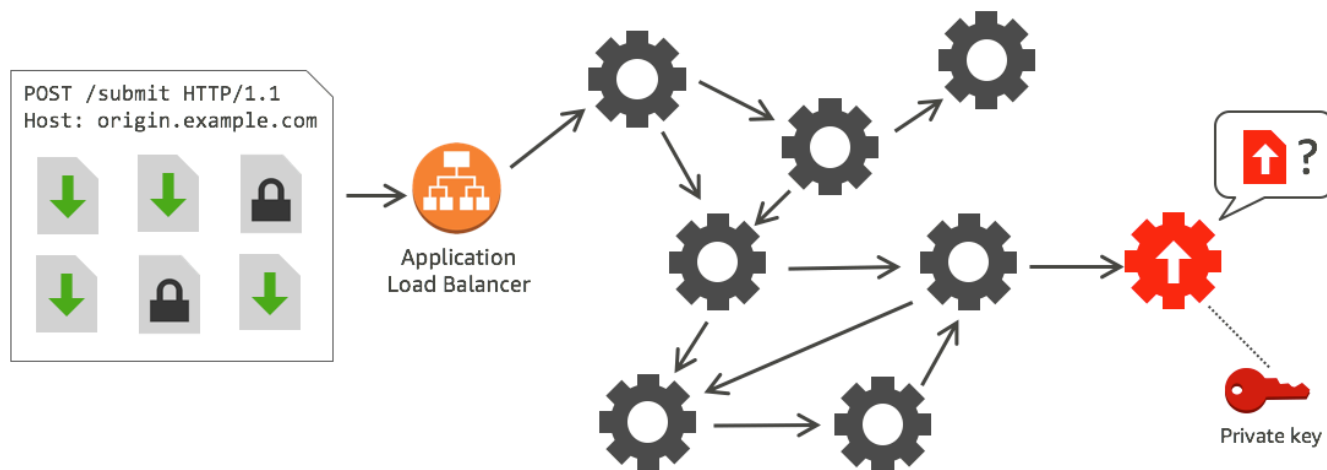 POST /submit HTTP/1.1
Host: origin.example.com
Application
Load Balancer
?
Private key